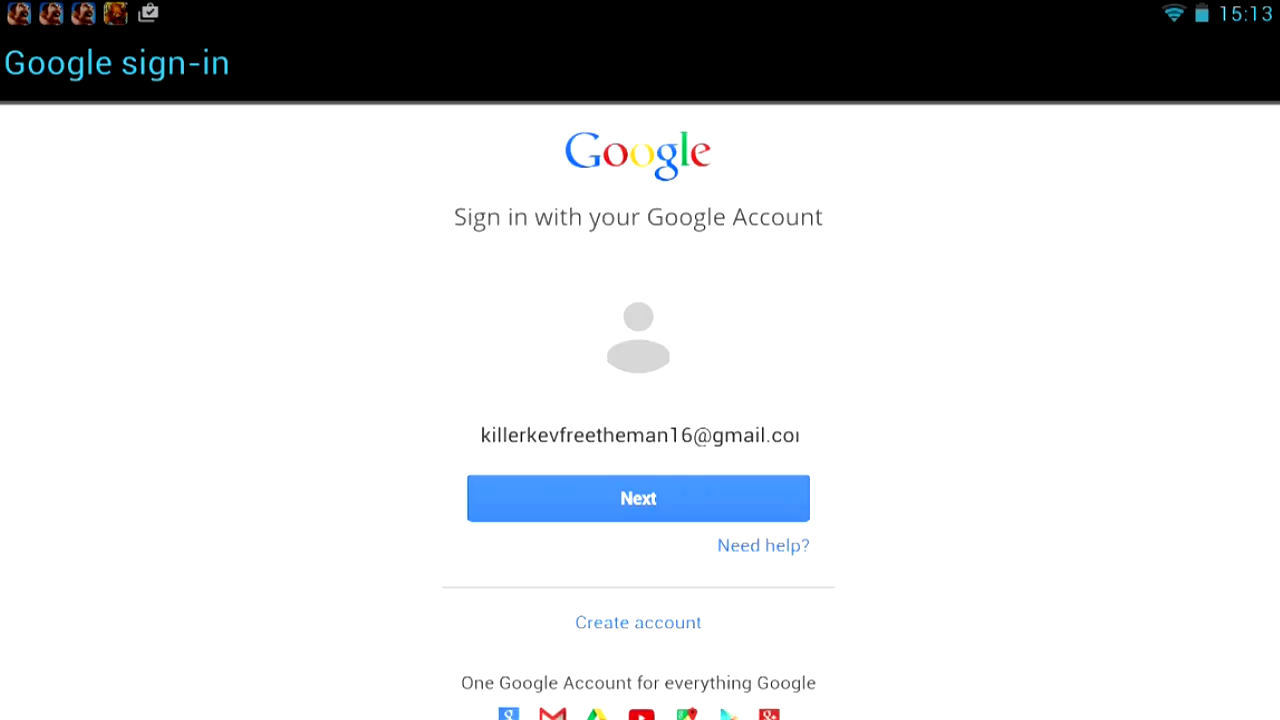 15:13
Google sign-in
Google
Sign in with your Google Account
killerkevfreetheman16@gmail.co
Next
Need help?
Create account
One Google Account for everything Google